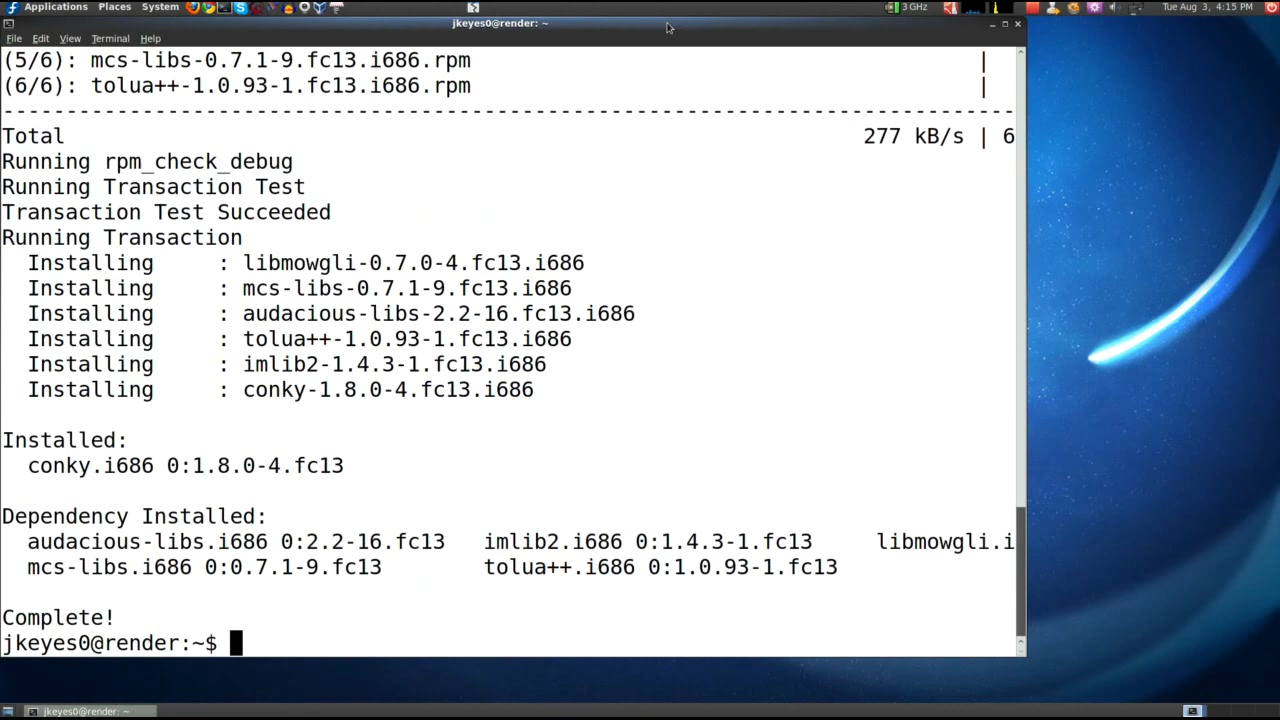 Applications Places System 3 GHz Tue Aug 3, 4:15 PM
jkeyes0@render: ~
File Edit View Terminal Help
(5/6): mcs-libs-0.7.1-9.fc13.i686.rpm |
(6/6): tolua++-1.0.93-1.fc13.i686.rpm |
--------------------------------------------------------------------------------
Total 277 kB/s | 6
Running rpm_check_debug
Running Transaction Test
Transaction Test Succeeded
Running Transaction
Installing : libmowgli-0.7.0-4.fc13.i686
Installing : mcs-libs-0.7.1-9.fc13.i686
Installing : audacious-libs-2.2-16.fc13.i686
Installing : tolua++-1.0.93-1.fc13.i686
Installing : imlib2-1.4.3-1.fc13.i686
Installing : conky-1.8.0-4.fc13.i686
Installed:
conky.i686 0:1.8.0-4.fc13
Dependency Installed:
audacious-libs.i686 0:2.2-16.fc13 imlib2.i686 0:1.4.3-1.fc13 libmowgli.i
mcs-libs.i686 0:0.7.1-9.fc13 tolua++.i686 0:1.0.93-1.fc13
Complete!
jkeyes0@render:~$
jkeyes0@render: ~